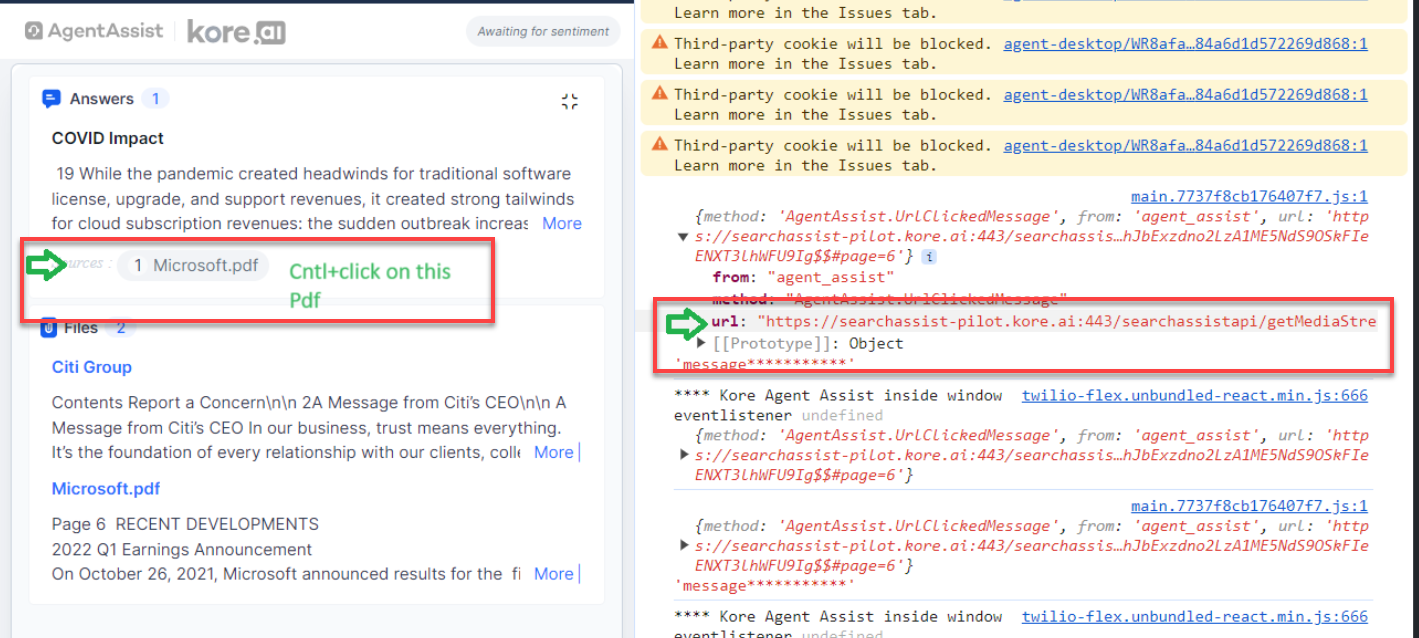 AgentAssist kore.ai Awaiting for sentiment
Answers 1
COVID Impact
19 While the pandemic created headwinds for traditional software
license, upgrade, and support revenues, it created strong tailwinds
for cloud subscription revenues: the sudden outbreak increas More
ources : 1 Microsoft.pdf
Cntl+click on this
Pdf
Files 2
Citi Group
Contents Report a Concern\n\n 2A Message from Citi's CEO\n\n A
Message from Citi's CEO In our business, trust means everything.
It's the foundation of every relationship with our clients, colle More
Microsoft.pdf
Page 6 RECENT DEVELOPMENTS
2022 Q1 Earnings Announcement
On October 26, 2021, Microsoft announced results for the fi More
Learn more in the Issues tab.
Third-party cookie will be blocked. agent-desktop/WR8afa…84a6d1d572269d868:1
Learn more in the Issues tab.
Third-party cookie will be blocked. agent-desktop/WR8afa…84a6d1d572269d868:1
Learn more in the Issues tab.
Third-party cookie will be blocked. agent-desktop/WR8afa…84a6d1d572269d868:1
Learn more in the Issues tab.
main.7737f8cb176407f7.js:1
{method: 'AgentAssist.UrlClickedMessage', from: 'agent_assist', url: 'http
s://searchassist-pilot.kore.ai:443/searchassis…hJbExzdno2LzA1ME5NdS9OSkFIe
ENXT3lhWFU9Ig$$#page=6'} i
from: "agent_assist"
method: "AgentAssist.UrlClickedMessage"
url: "https://searchassist-pilot.kore.ai:443/searchassistapi/getMediaStre
[[Prototype]]: Object
'message***********'
**** Kore Agent Assist inside window twilio-flex.unbundled-react.min.js:666
eventlistener undefined
{method: 'AgentAssist.UrlClickedMessage', from: 'agent_assist', url: 'http
s://searchassist-pilot.kore.ai:443/searchassis…hJbExzdno2LzA1ME5NdS9OSkFIe
ENXT3lhWFU9Ig$$#page=6'}
main.7737f8cb176407f7.js:1
{method: 'AgentAssist.UrlClickedMessage', from: 'agent_assist', url: 'http
s://searchassist-pilot.kore.ai:443/searchassis…hJbExzdno2LzA1ME5NdS9OSkFIe
ENXT3lhWFU9Ig$$#page=6'}
'message***********'
**** Kore Agent Assist inside window twilio-flex.unbundled-react.min.js:666
eventlistener undefined